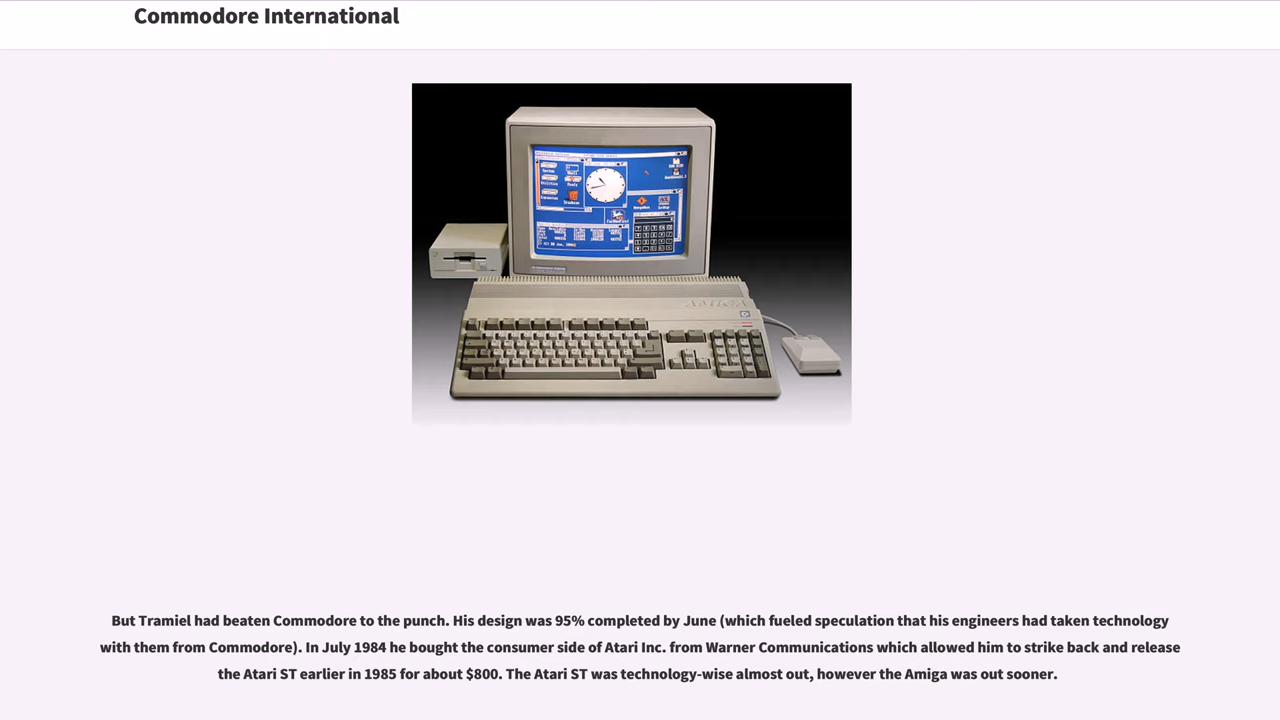 Commodore International
AMIGA
But Tramiel had beaten Commodore to the punch. His design was 95% completed by June (which fueled speculation that his engineers had taken technology
with them from Commodore). In July 1984 he bought the consumer side of Atari Inc. from Warner Communications which allowed him to strike back and release
the Atari ST earlier in 1985 for about $800. The Atari ST was technology-wise almost out, however the Amiga was out sooner.